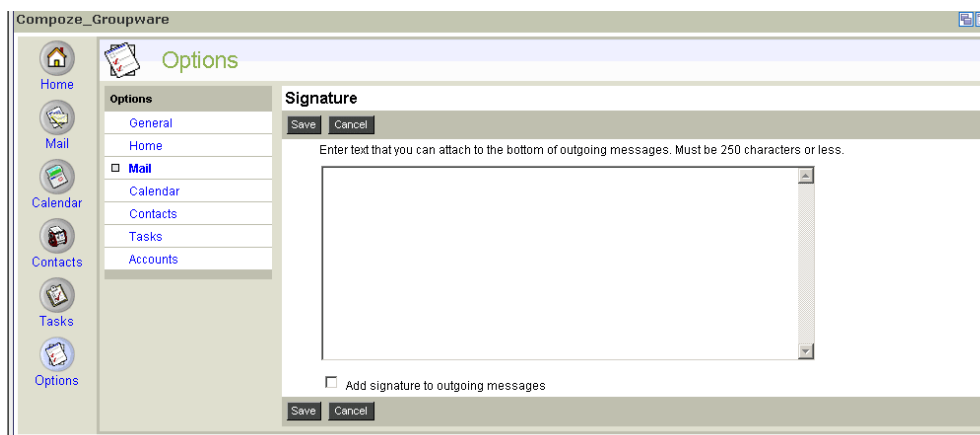 Compoze_Groupware
Options
Home
Mail
Calendar
Contacts
Tasks
Options
Options
General
Home
Mail
Calendar
Contacts
Tasks
Accounts
Signature
Save Cancel
Enter text that you can attach to the bottom of outgoing messages. Must be 250 characters or less.
Add signature to outgoing messages
Save Cancel